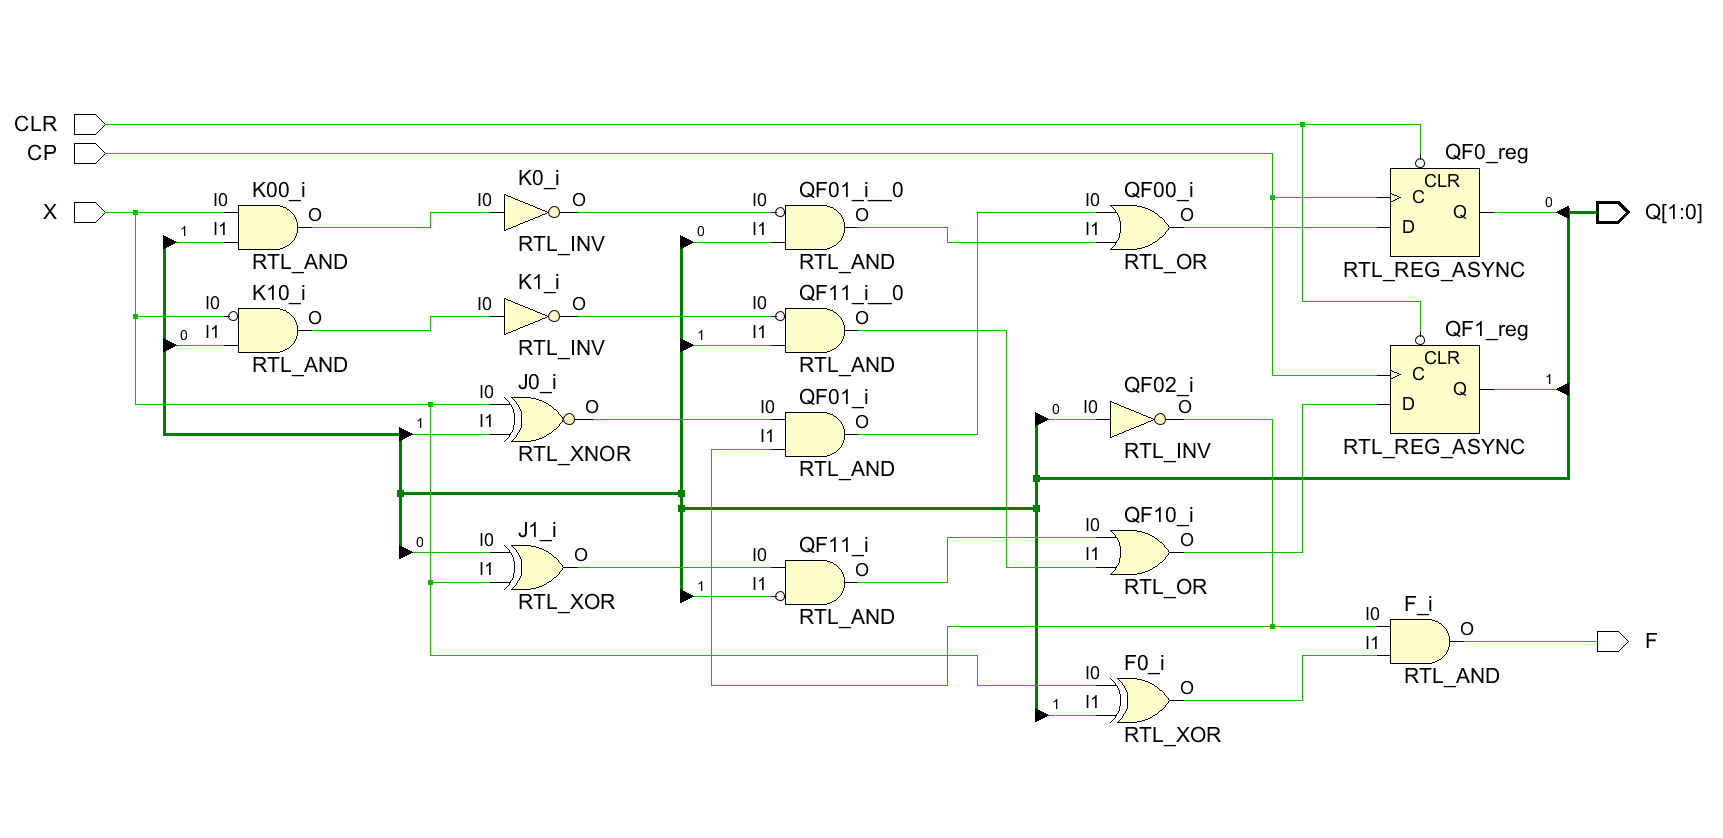 CLR
CP
X
K00_i
I0
I1
O
RTL_AND
1
K10_i
I0
I1
O
RTL_AND
0
K0_i
I0
O
RTL_INV
K1_i
I0
O
RTL_INV
J0_i
I0
I1
O
1
RTL_XNOR
J1_i
I0
I1
O
0
RTL_XOR
QF01_i__0
I0
I1
O
0
RTL_AND
QF11_i__0
I0
I1
O
1
RTL_AND
QF01_i
I0
I1
O
RTL_AND
QF11_i
I0
I1
O
1
RTL_AND
QF00_i
I0
I1
O
RTL_OR
QF02_i
0
I0
O
RTL_INV
QF10_i
I0
I1
O
RTL_OR
F0_i
I0
I1
O
1
RTL_XOR
QF0_reg
CLR
C
Q
D
RTL_REG_ASYNC
QF1_reg
CLR
C
Q
D
RTL_REG_ASYNC
F_i
I0
I1
O
RTL_AND
0
Q[1:0]
1
F